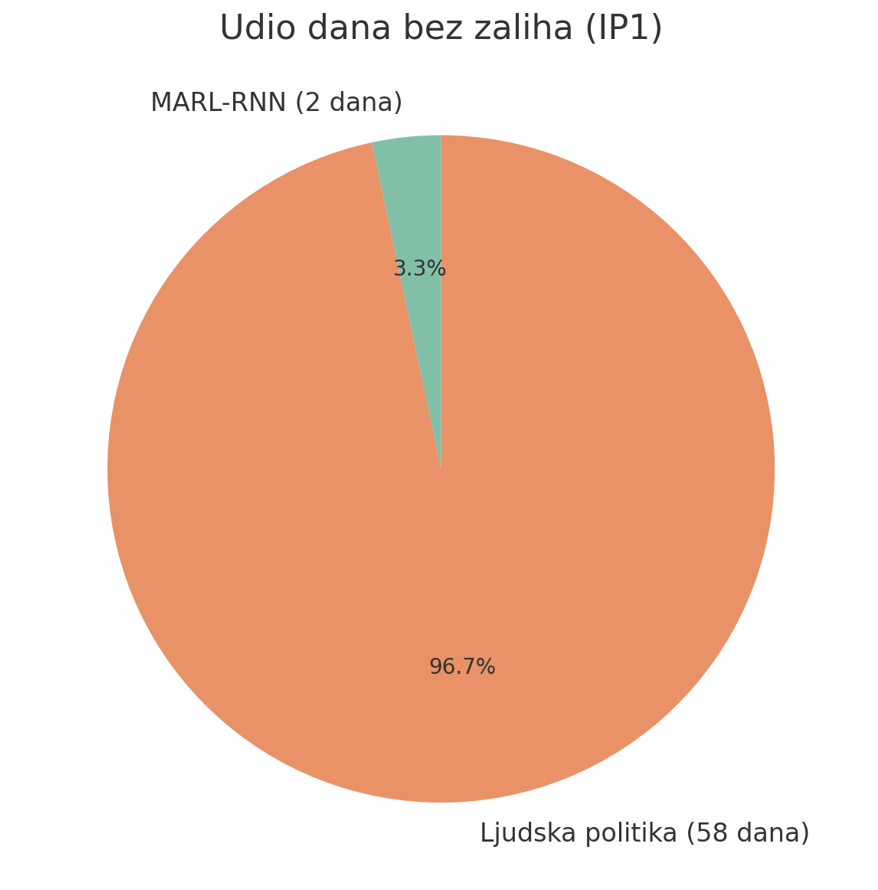 Udio dana bez zaliha (IP1)
MARL-RNN (2 dana)
3.3%
96.7%
Ljudska politika (58 dana)